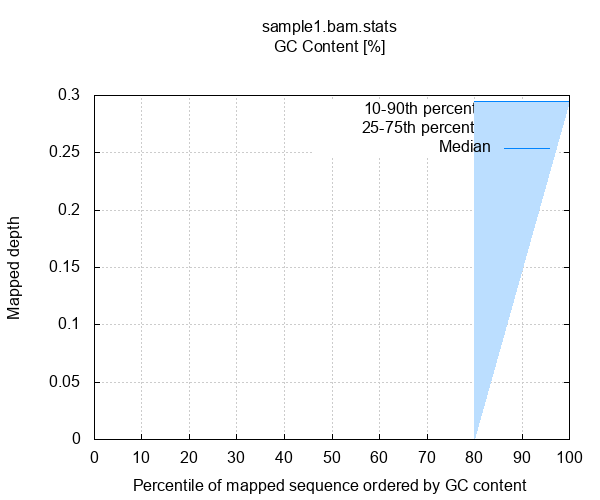 sample1.bam.stats
GC Content [%]
0.3
0.25
0.2
0.15
0.1
0.05
0
Mapped depth
10-90th percent
25-75th percent
Median
0 10 20 30 40 50 60 70 80 90 100
Percentile of mapped sequence ordered by GC content